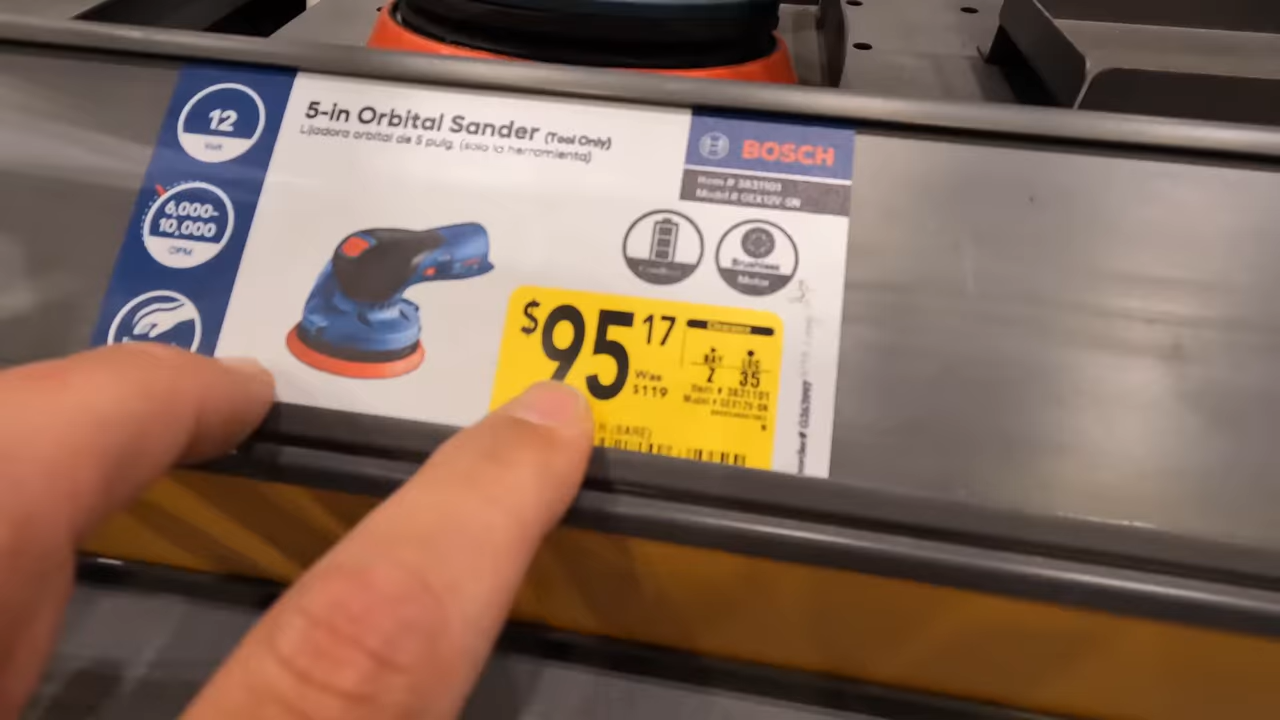 12
Volt
5-in Orbital Sander (Tool Only)
Lijadora orbital de 5 pulg. (solo la herramienta)
BOSCH
Item # 3831101
Model # GEX12V-5N
6,000-
10,000
OPM
Brushless
Motor
$95 17
Was
$119
Clearance
BAY
2
35
Item # 3831101
Model # GEX12V-5N
(BARE)